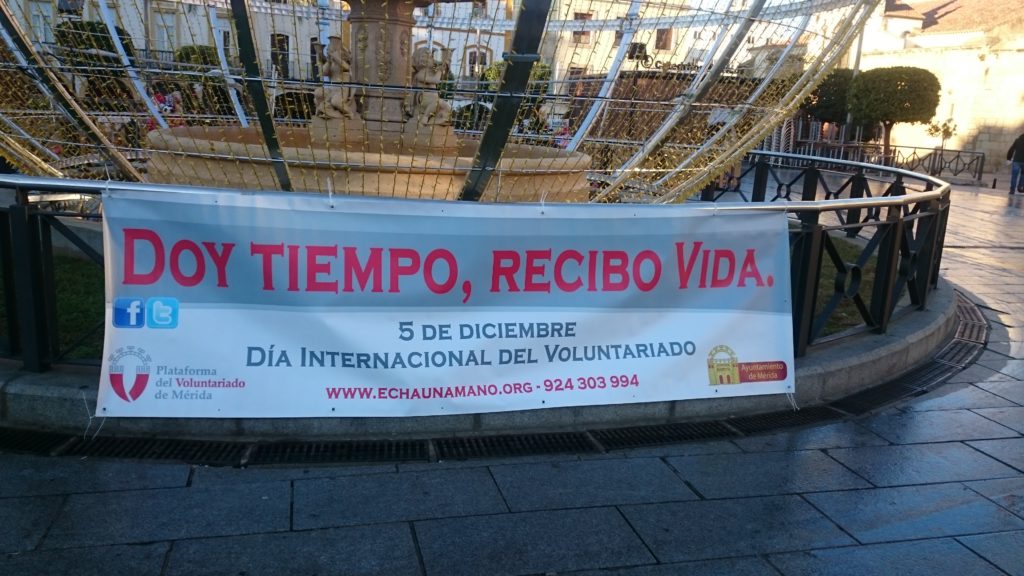 DOY TIEMPO, RECIBO VIDA.
f t
5 DE DICIEMBRE
DÍA INTERNACIONAL DEL VOLUNTARIADO
Plataforma
del Voluntariado
de Mérida
WWW.ECHAUNAMANO.ORG - 924 303 994
Ayuntamiento
de Mérida